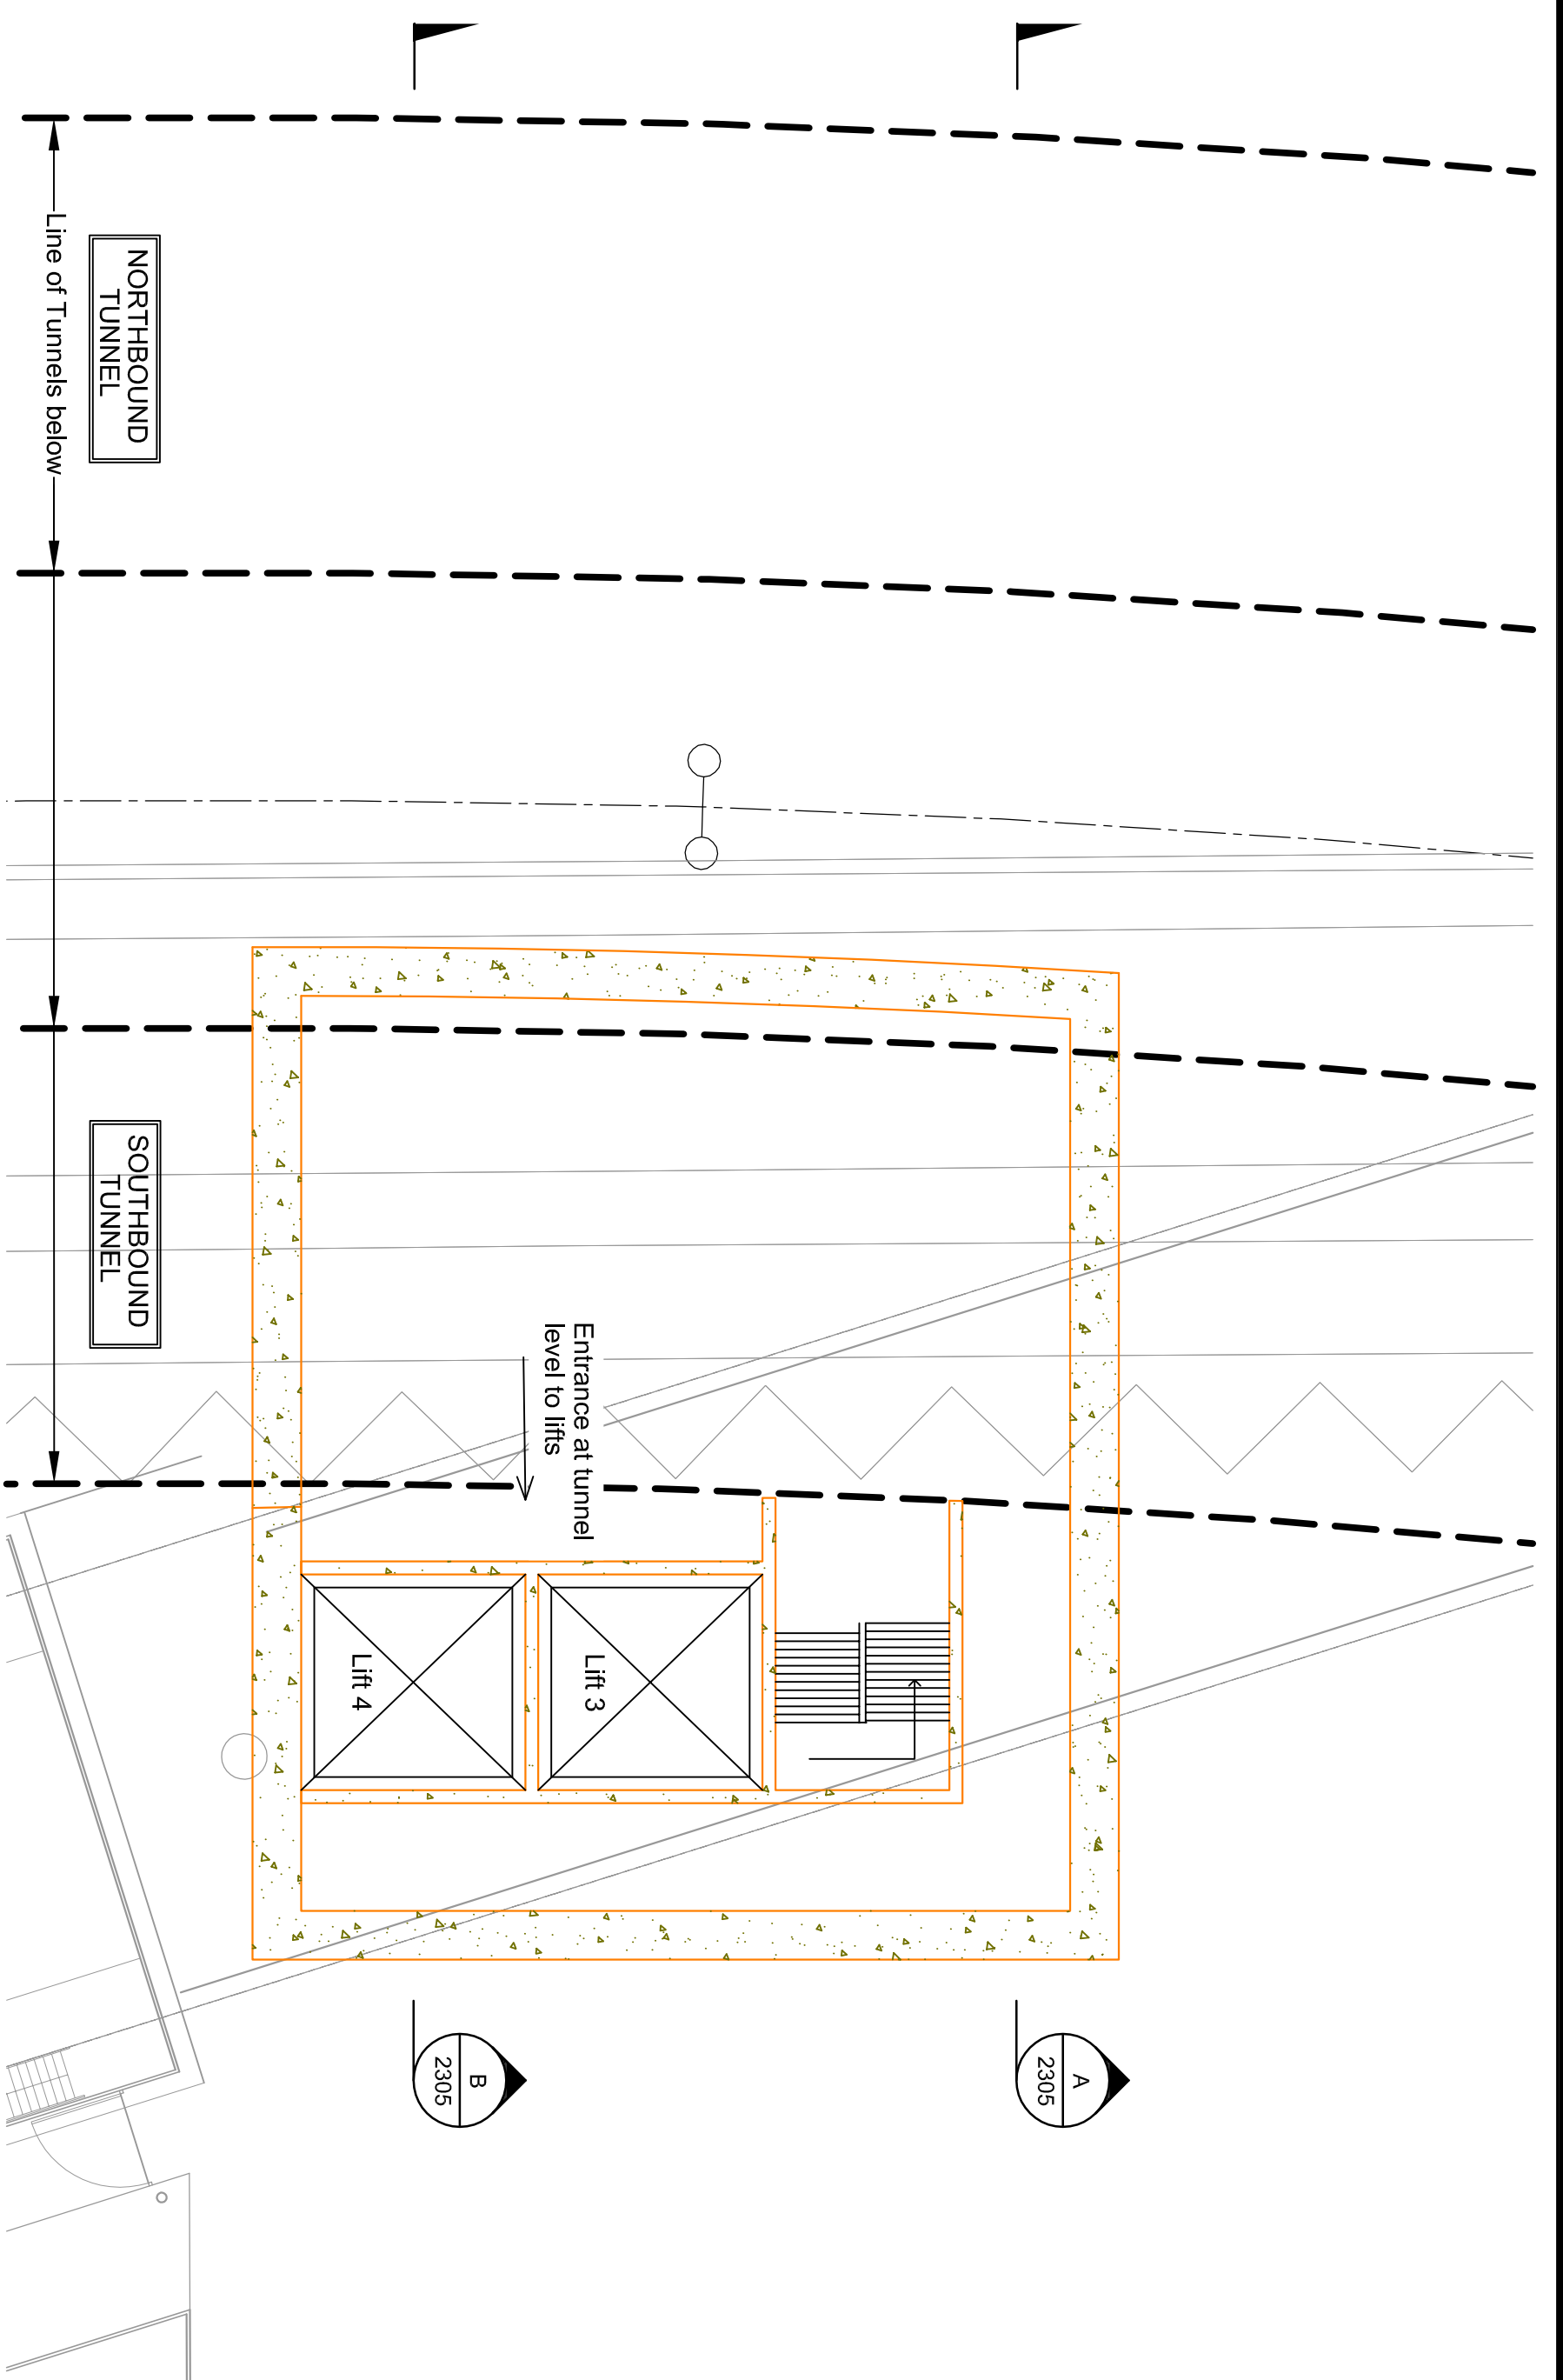 Line of Tunnels below
NORTHBOUND
TUNNEL
SOUTHBOUND
TUNNEL
Entrance at tunnel
level to lifts
Lift 4
Lift 3
B
2305
A
2305